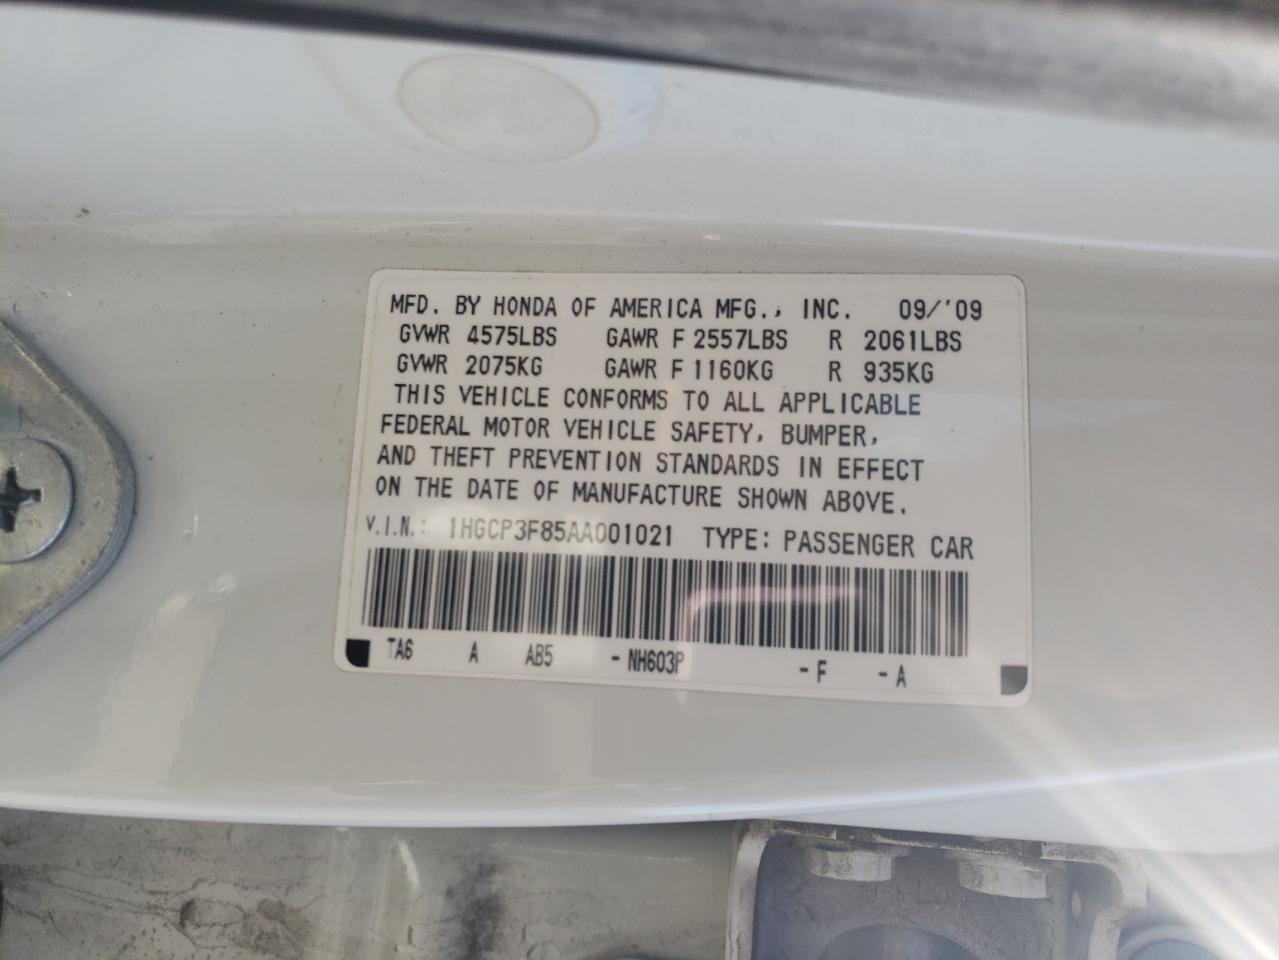 MFD. BY HONDA OF AMERICA MFG., INC. 09/'09
GVWR 4575LBS GAWR F 2557LBS R 2061LBS
GVWR 2075KG GAWR F 1160KG R 935KG
THIS VEHICLE CONFORMS TO ALL APPLICABLE
FEDERAL MOTOR VEHICLE SAFETY, BUMPER,
AND THEFT PREVENTION STANDARDS IN EFFECT
ON THE DATE OF MANUFACTURE SHOWN ABOVE.
V.I.N.: 1HGCP3F85AA001021 TYPE: PASSENGER CAR
TA6 A AB5 -NH603P -F -A